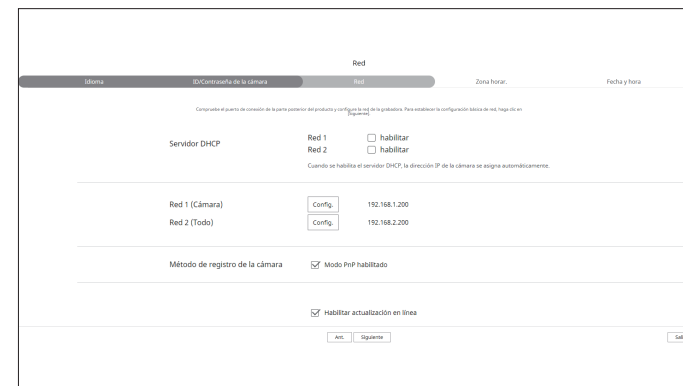 Red
Idioma ID/Contraseña de la cámara Red Zona horar. Fecha y hora
Compruebe el puerto de conexión de la parte posterior del producto y configure la red de la grabadora. Para establecer la configuración básica de red, haga clic en
[Siguiente].
Servidor DHCP Red 1 habilitar
Red 2 habilitar
Cuando se habilita el servidor DHCP, la dirección IP de la cámara se asigna automáticamente.
Red 1 (Cámara) Config. 192.168.1.200
Red 2 (Todo) Config. 192.168.2.200
Método de registro de la cámara Modo PnP habilitado
Habilitar actualización en línea
Ant. Siguiente